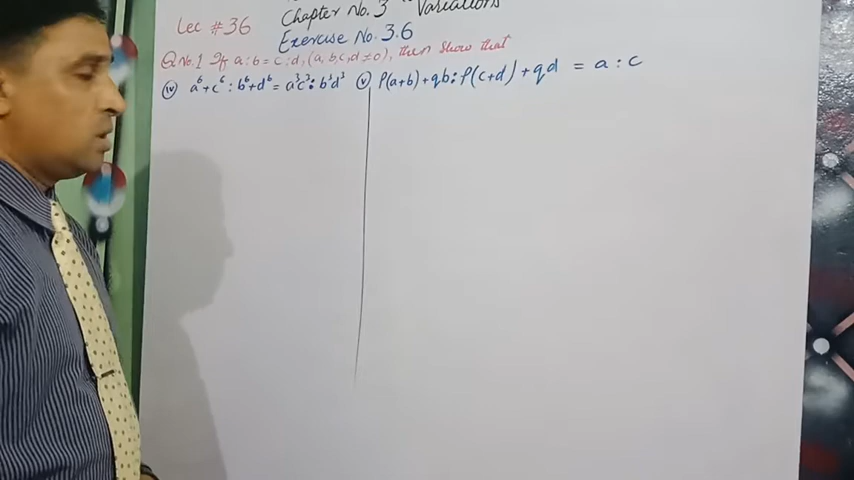 Lec #36
Chapter No. 3 Variations
Exercise No. 3.6
Q No.1 If a : b = c : d, (a, b, c, d ≠ 0), then show that
(iv) a⁶ + c⁶ : b⁶ + d⁶ = a³c³ : b³d³ (v) p(a+b) + qb : p(c+d) + qd = a : c